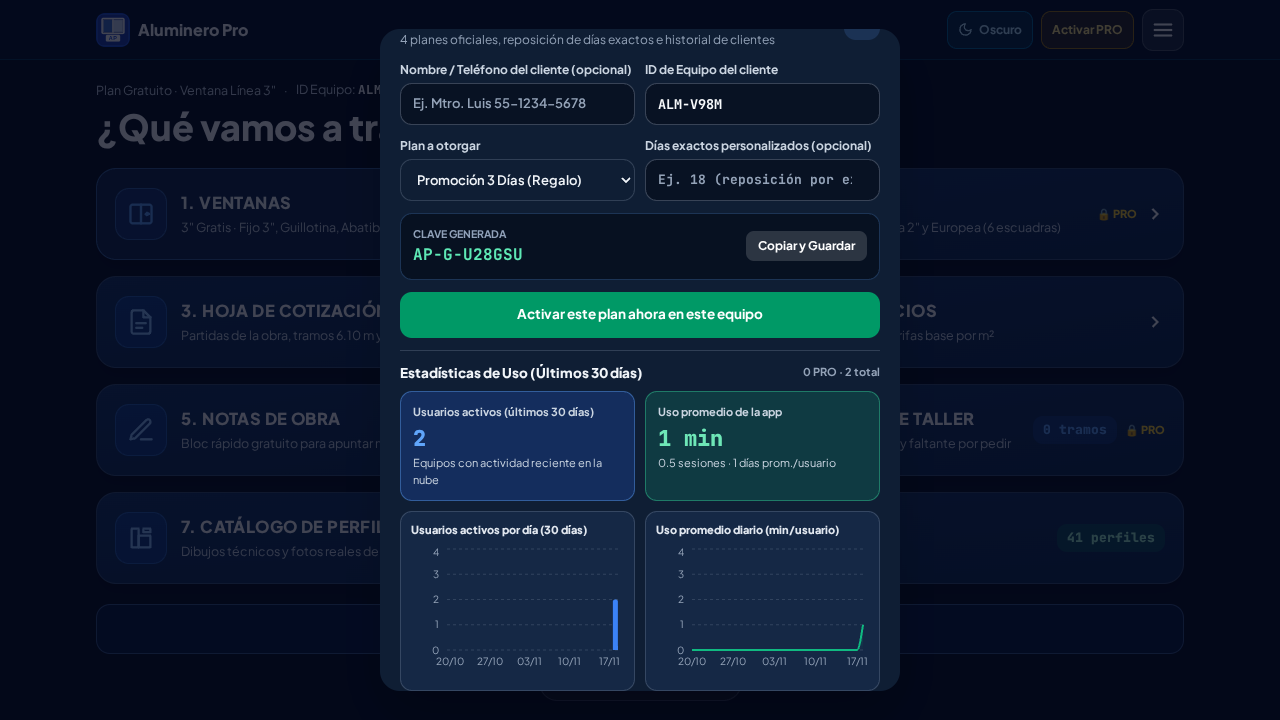 Aluminero Pro
Oscuro
Activar PRO
4 planes oficiales, reposición de días exactos e historial de clientes
Plan Gratuito · Ventana Línea 3" · ID Equipo: ALM
¿Qué vamos a tra
Nombre / Teléfono del cliente (opcional)
Ej. Mtro. Luis 55-1234-5678
ID de Equipo del cliente
ALM-V98M
Plan a otorgar
Promoción 3 Días (Regalo)
Días exactos personalizados (opcional)
Ej. 18 (reposición por e
CLAVE GENERADA
AP-G-U28GSU
Copiar y Guardar
Activar este plan ahora en este equipo
Estadísticas de Uso (Últimos 30 días)
0 PRO · 2 total
Usuarios activos (últimos 30 días)
2
Equipos con actividad reciente en la
nube
Uso promedio de la app
1 min
0.5 sesiones · 1 días prom./usuario
Usuarios activos por día (30 días)
4
3
2
1
0
20/10 27/10 03/11 10/11 17/11
Uso promedio diario (min/usuario)
4
3
2
1
0
20/10 27/10 03/11 10/11 17/11
1. VENTANAS
3" Gratis · Fijo 3", Guillotina, Abatib
a 2" y Europea (6 escuadras)
PRO
3. HOJA DE COTIZACIÓN
Partidas de la obra, tramos 6.10 m y
CIOS
rifas base por m²
5. NOTAS DE OBRA
Bloc rápido gratuito para apuntar
E TALLER
y faltante por pedir
0 tramos
PRO
7. CATÁLOGO DE PERFIL
Dibujos técnicos y fotos reales de
41 perfiles